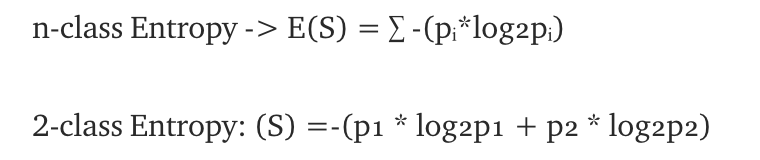 n-class Entropy -> E(S) = ∑ -(pᵢ*log2pᵢ)
2-class Entropy: (S) =-(p1 * log2p1 + p2 * log2p2)